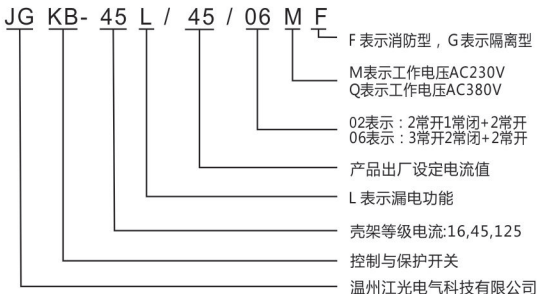 JG KB- 45 L / 45 / 06 M F
F 表示消防型，G 表示隔离型
M表示工作电压AC230V
Q表示工作电压AC380V
02表示：2常开1常闭+2常开
06表示：3常开2常闭+2常开
产品出厂设定电流值
L 表示漏电功能
壳架等级电流:16,45,125
控制与保护开关
温州江光电气科技有限公司